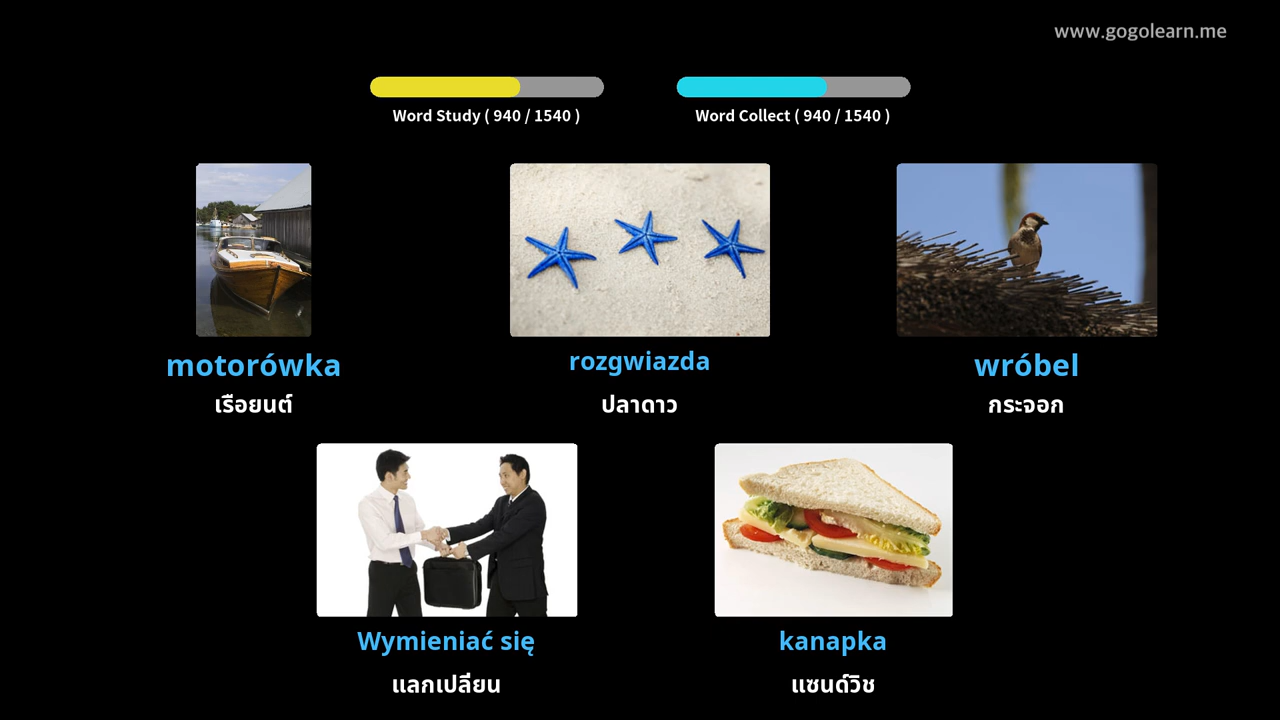 www.gogolearn.me
Word Study ( 940 / 1540 )
Word Collect ( 940 / 1540 )
motorówka
rozgwiazda
wróbel
เรือยนต์
ปลาดาว
กระจอก
Wymieniać się
kanapka
แลกเปลี่ยน
แซนด์วิช